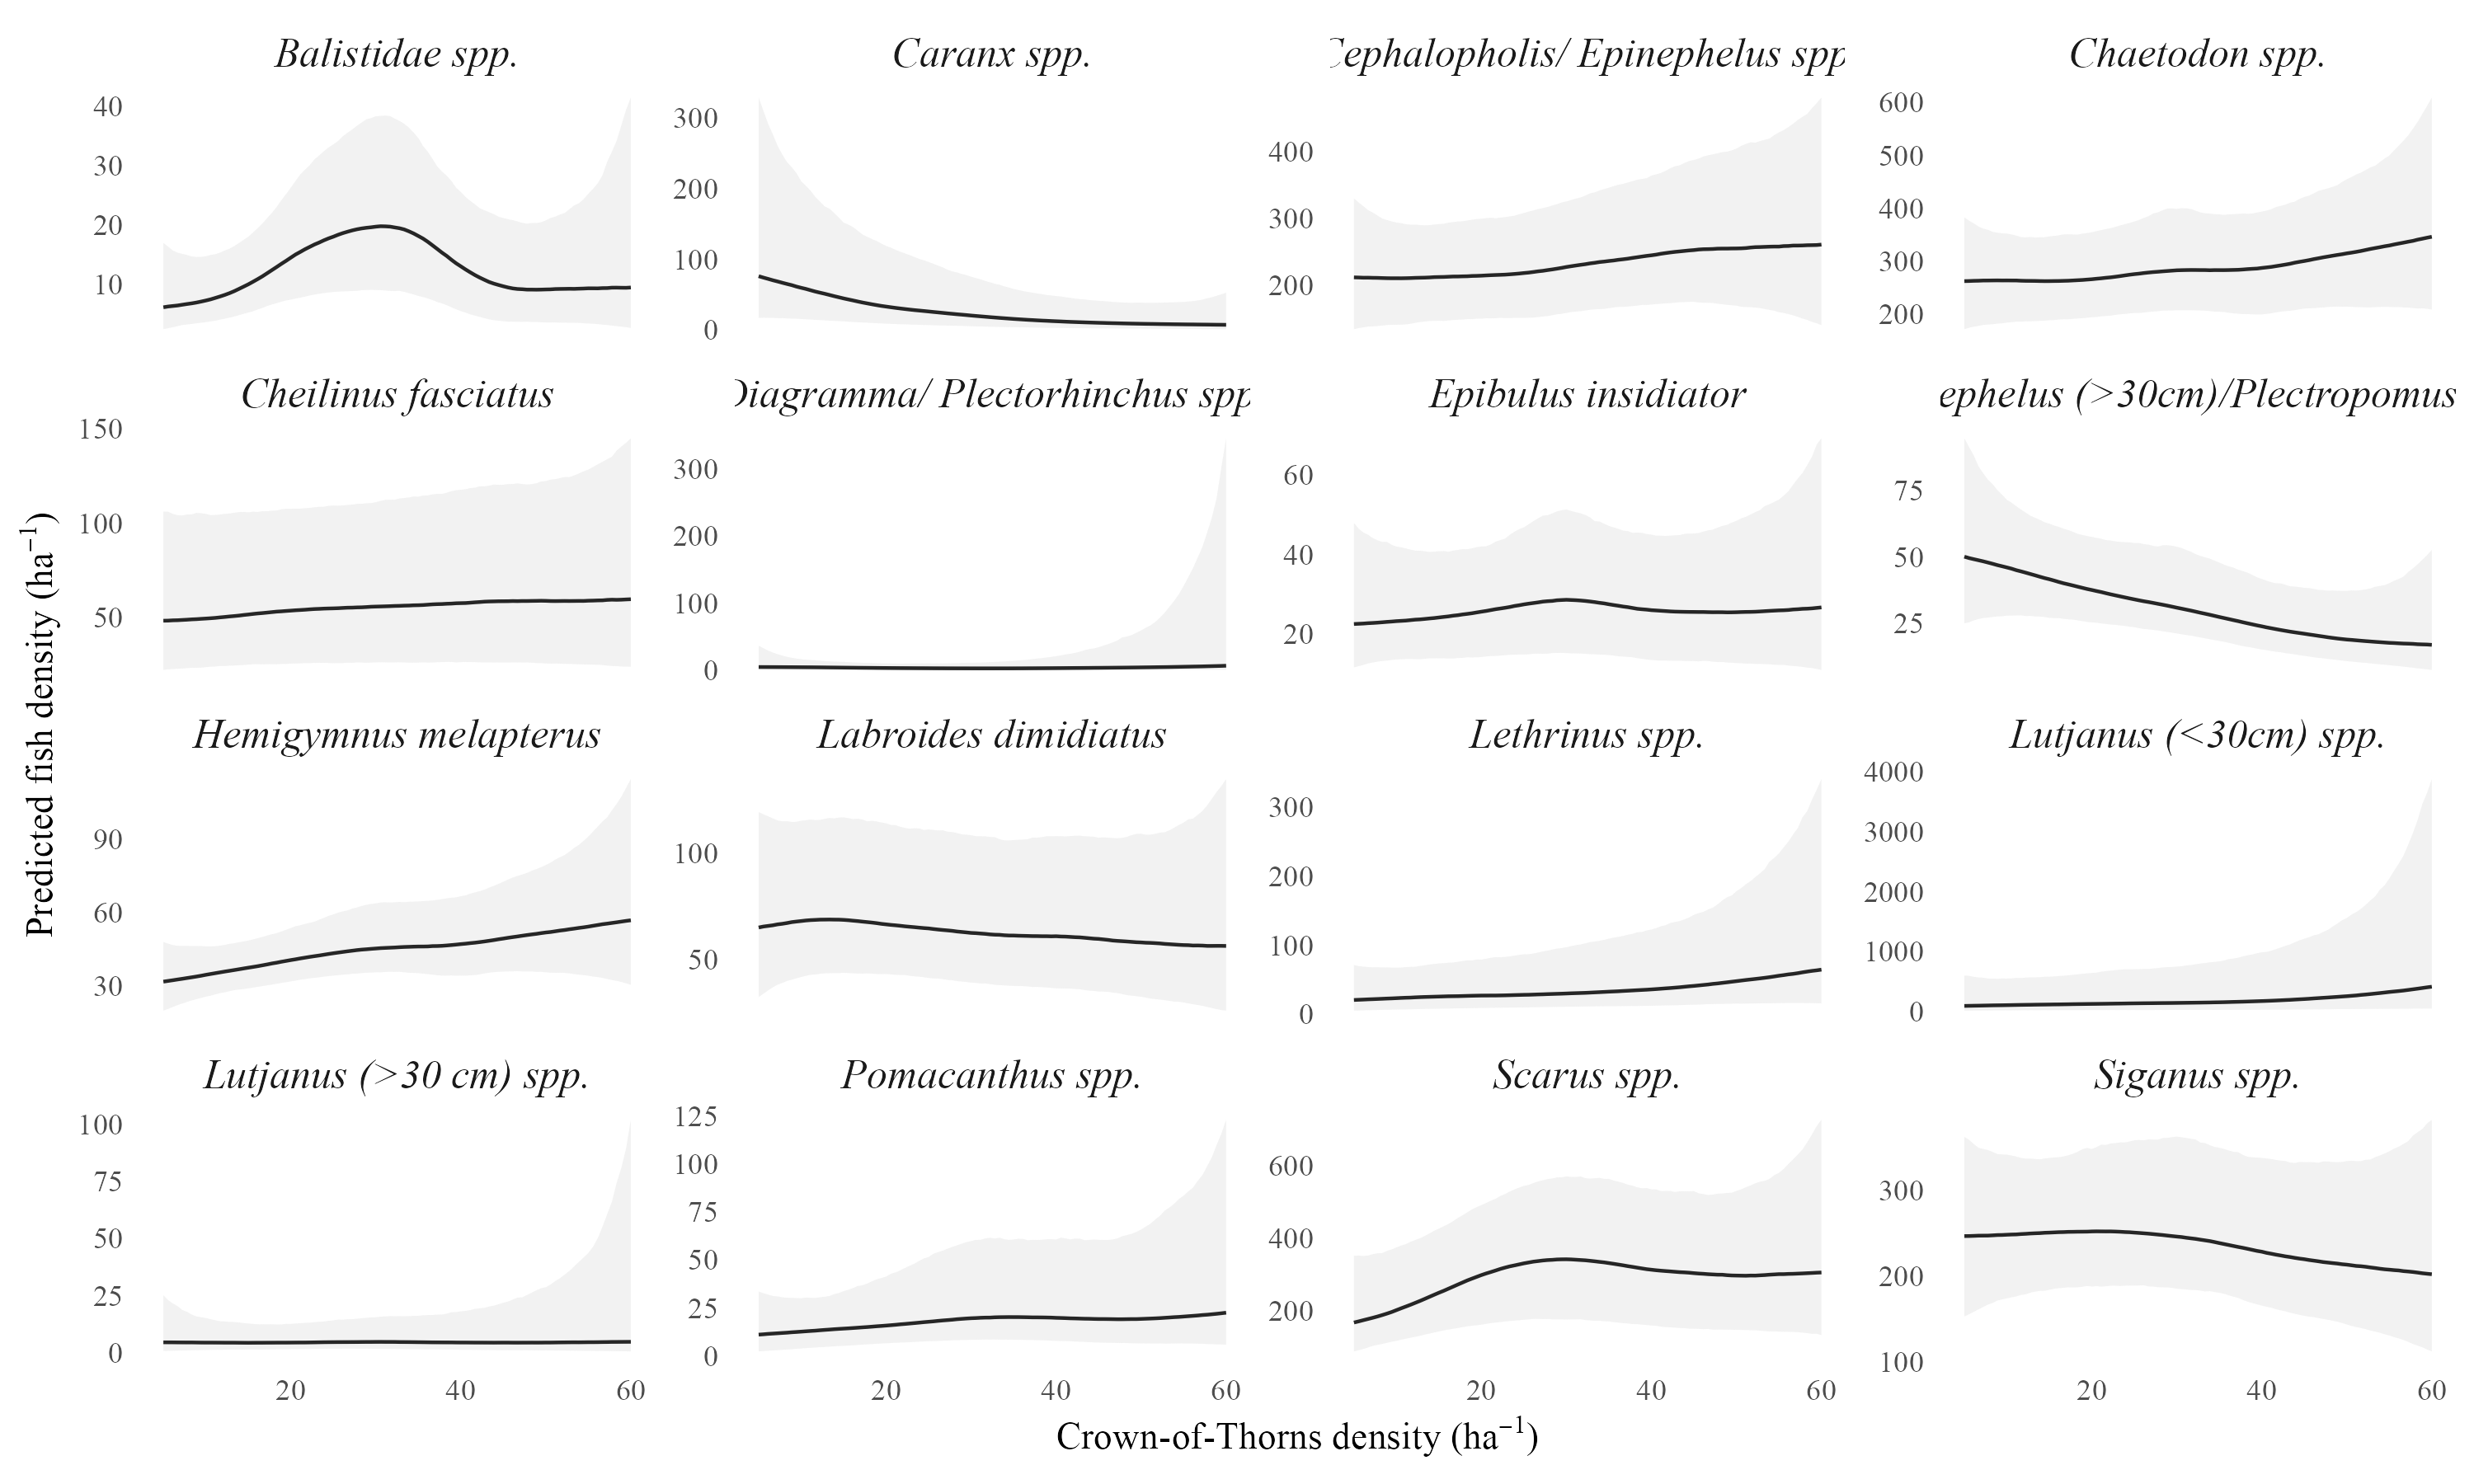 Balistidae spp. Caranx spp. Cephalopholis/ Epinephelus spp Chaetodon spp.
40 300 400 600
30 200 300 500
20 100 200 400
10 0 300
200
Cheilinus fasciatus Diagramma/ Plectorhinchus spp Epibulus insidiator ephelus (>30cm)/Plectropomus
150 300 60 75
100 200 40 50
50 100 20 25
0
Predicted fish density (ha⁻¹)
Hemigymnus melapterus Labroides dimidiatus Lethrinus spp. Lutjanus (<30cm) spp.
90 100 300 4000
60 50 200 3000
30 100 2000
0 1000
0
Lutjanus (>30 cm) spp. Pomacanthus spp. Scarus spp. Siganus spp.
100 125 600 300
75 100 400 200
50 75 200 100
25 50
0 25
0
20 40 60 20 40 60 20 40 60 20 40 60
Crown-of-Thorns density (ha⁻¹)